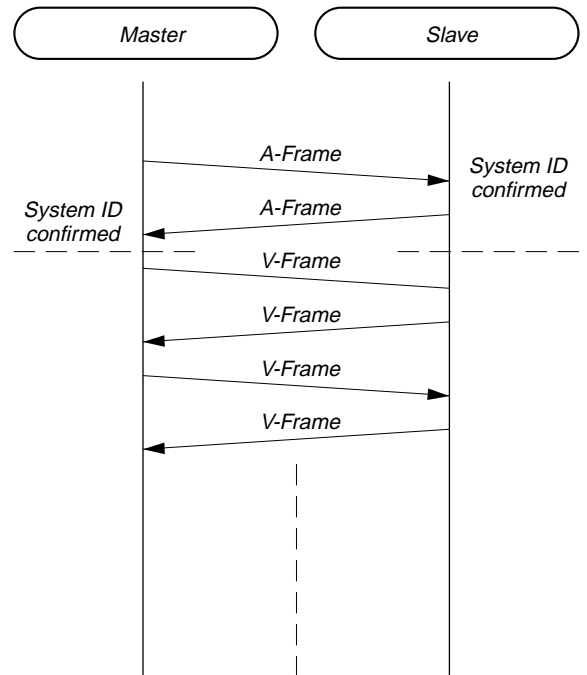 Master
Slave
A-Frame
System ID
confirmed
System ID
confirmed
A-Frame
V-Frame
V-Frame
V-Frame
V-Frame